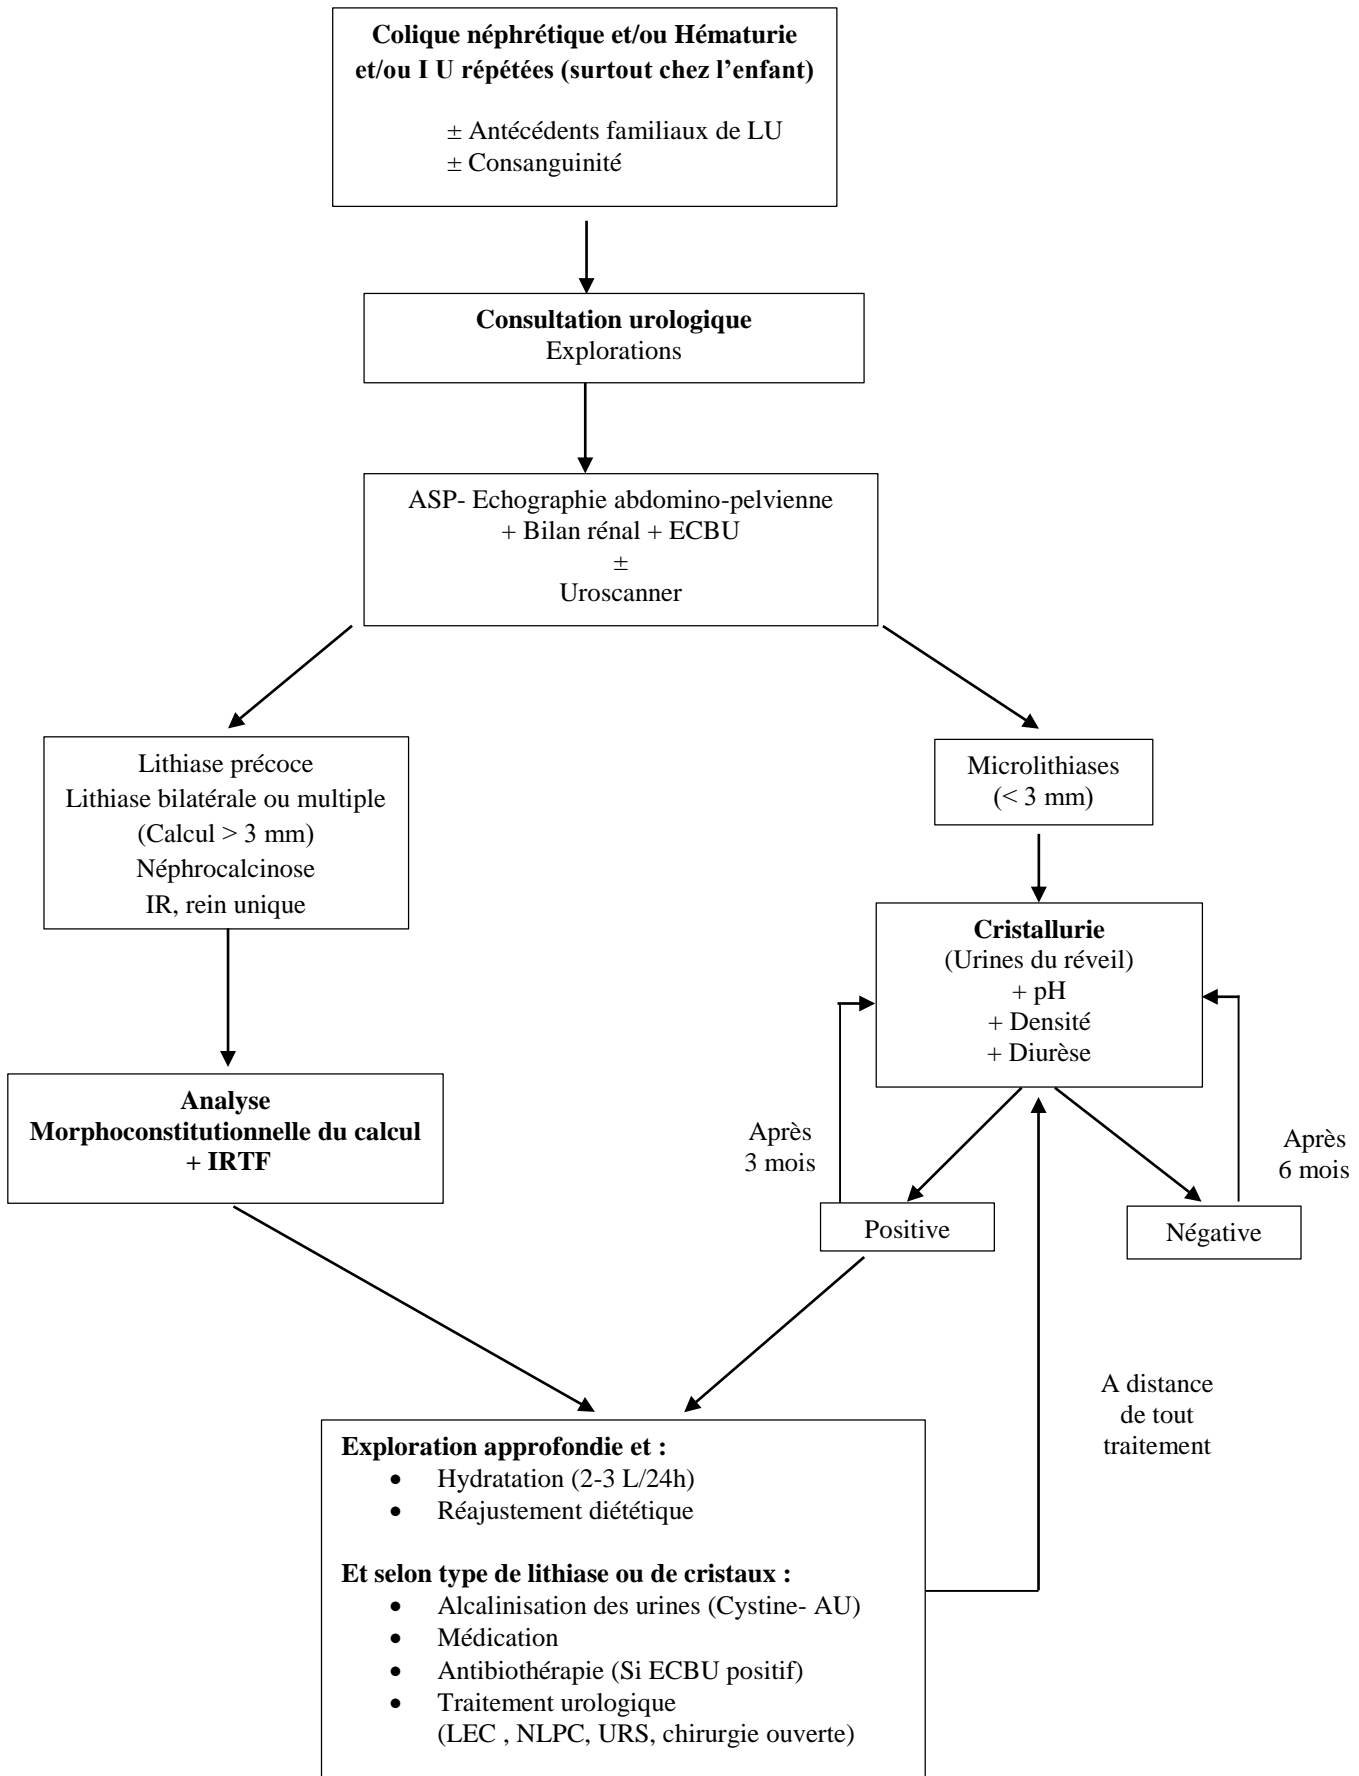 Colique néphrétique et/ou Hématurie
et/ou I U répétées (surtout chez l’enfant)
± Antécédents familiaux de LU
± Consanguinité
Consultation urologique
Explorations
ASP- Echographie abdomino-pelvienne
+ Bilan rénal + ECBU
±
Uroscanner
Lithiase précoce
Lithiase bilatérale ou multiple
(Calcul > 3 mm)
Néphrocalcinose
IR, rein unique
Microlithiases
(< 3 mm)
Cristallurie
(Urines du réveil)
+ pH
+ Densité
+ Diurèse
Analyse
Morphoconstitutionnelle du calcul
+ IRTF
Après
3 mois
Après
6 mois
Positive
Négative
A distance
de tout
traitement
Exploration approfondie et :
• Hydratation (2-3 L/24h)
• Réajustement diététique
Et selon type de lithiase ou de cristaux :
• Alcalinisation des urines (Cystine- AU)
• Médication
• Antibiothérapie (Si ECBU positif)
• Traitement urologique
(LEC , NLPC, URS, chirurgie ouverte)